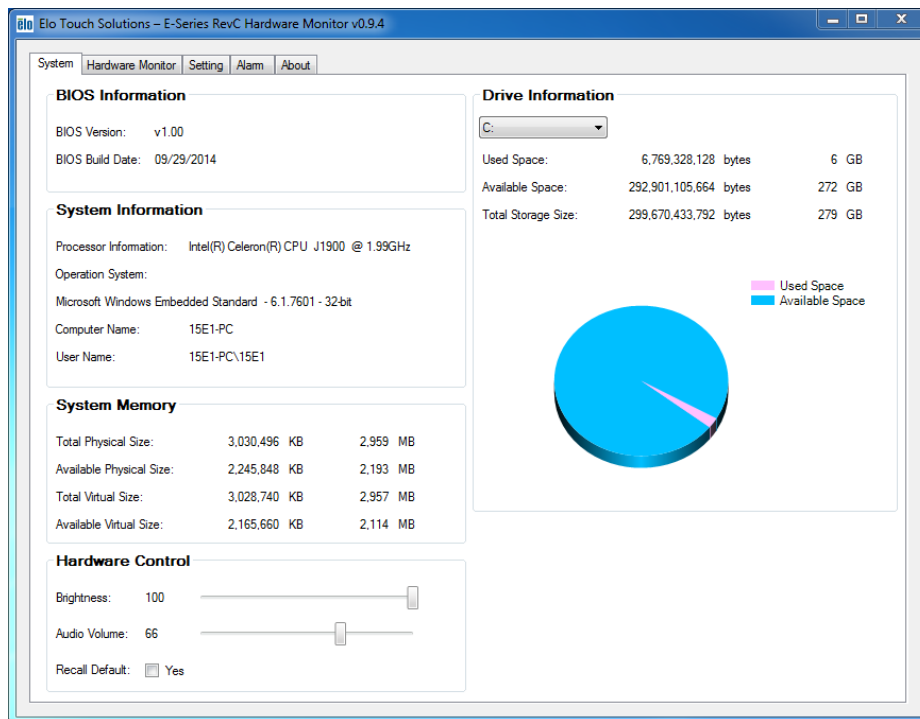 elo Elo Touch Solutions – E-Series RevC Hardware Monitor v0.9.4
System Hardware Monitor Setting Alarm About
BIOS Information
BIOS Version: v1.00
BIOS Build Date: 09/29/2014
System Information
Processor Information: Intel(R) Celeron(R) CPU J1900 @ 1.99GHz
Operation System:
Microsoft Windows Embedded Standard - 6.1.7601 - 32-bit
Computer Name: 15E1-PC
User Name: 15E1-PC\15E1
System Memory
Total Physical Size: 3,030,496 KB 2,959 MB
Available Physical Size: 2,245,848 KB 2,193 MB
Total Virtual Size: 3,028,740 KB 2,957 MB
Available Virtual Size: 2,165,660 KB 2,114 MB
Hardware Control
Brightness: 100
Audio Volume: 66
Recall Default: Yes
Drive Information
C:
Used Space: 6,769,328,128 bytes 6 GB
Available Space: 292,901,105,664 bytes 272 GB
Total Storage Size: 299,670,433,792 bytes 279 GB
Used Space
Available Space